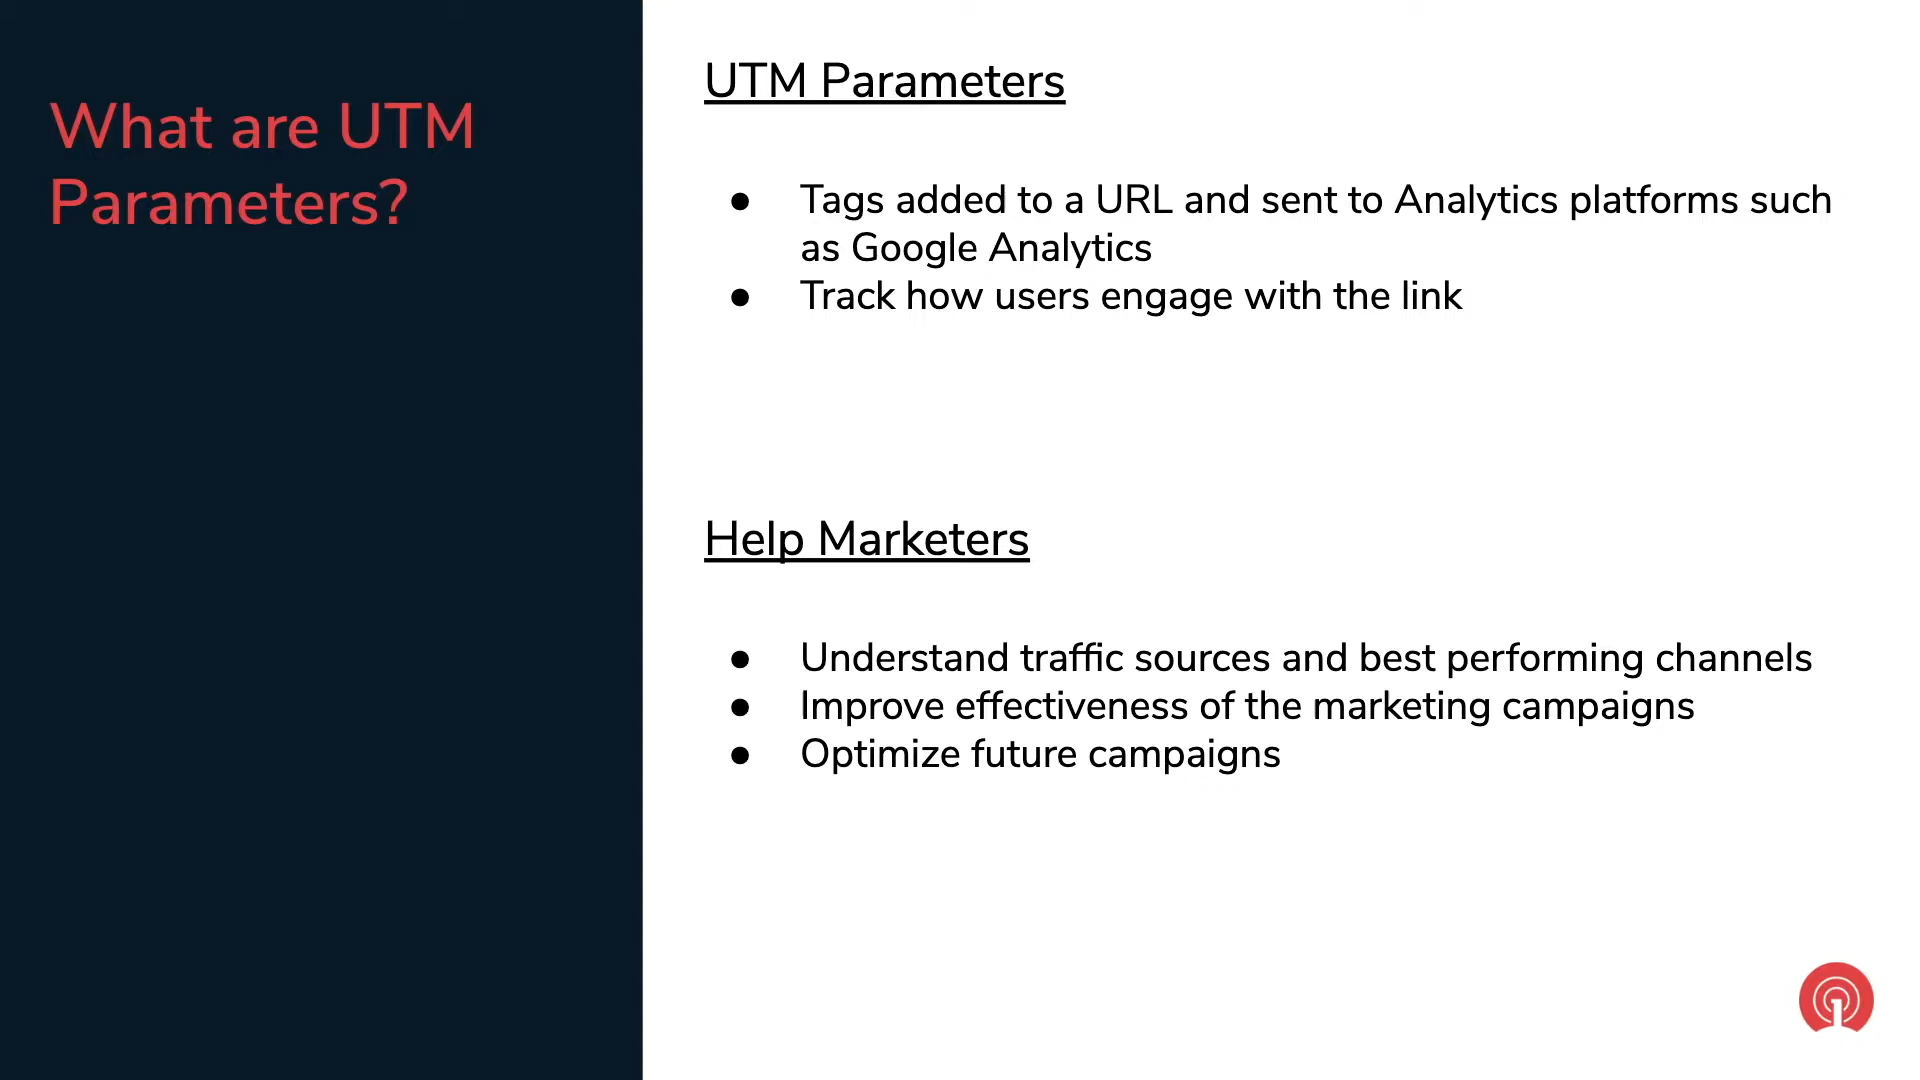 What are UTM
Parameters?
UTM Parameters
● Tags added to a URL and sent to Analytics platforms such
as Google Analytics
● Track how users engage with the link
Help Marketers
● Understand traffic sources and best performing channels
● Improve effectiveness of the marketing campaigns
● Optimize future campaigns